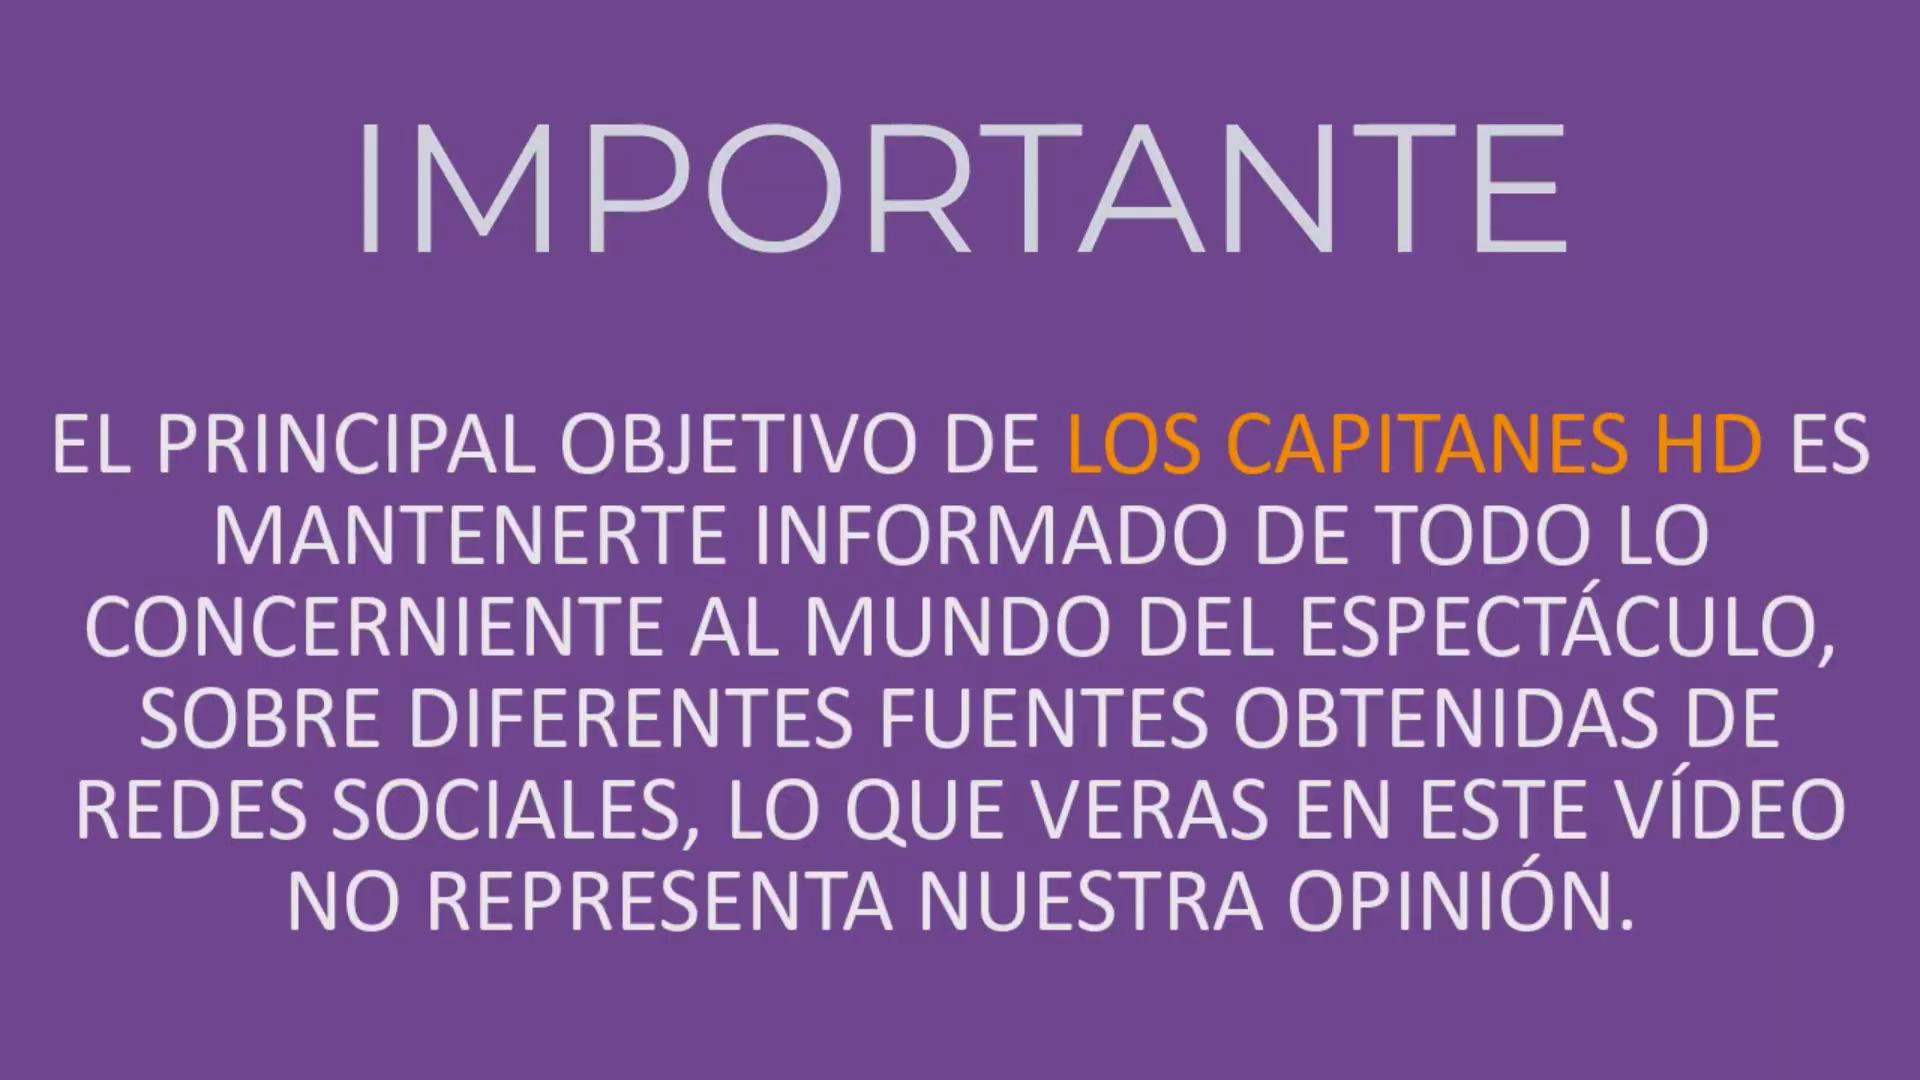 IMPORTANTE
EL PRINCIPAL OBJETIVO DE LOS CAPITANES HD ES
MANTENERTE INFORMADO DE TODO LO
CONCERNIENTE AL MUNDO DEL ESPECTÁCULO,
SOBRE DIFERENTES FUENTES OBTENIDAS DE
REDES SOCIALES, LO QUE VERAS EN ESTE VÍDEO
NO REPRESENTA NUESTRA OPINIÓN.